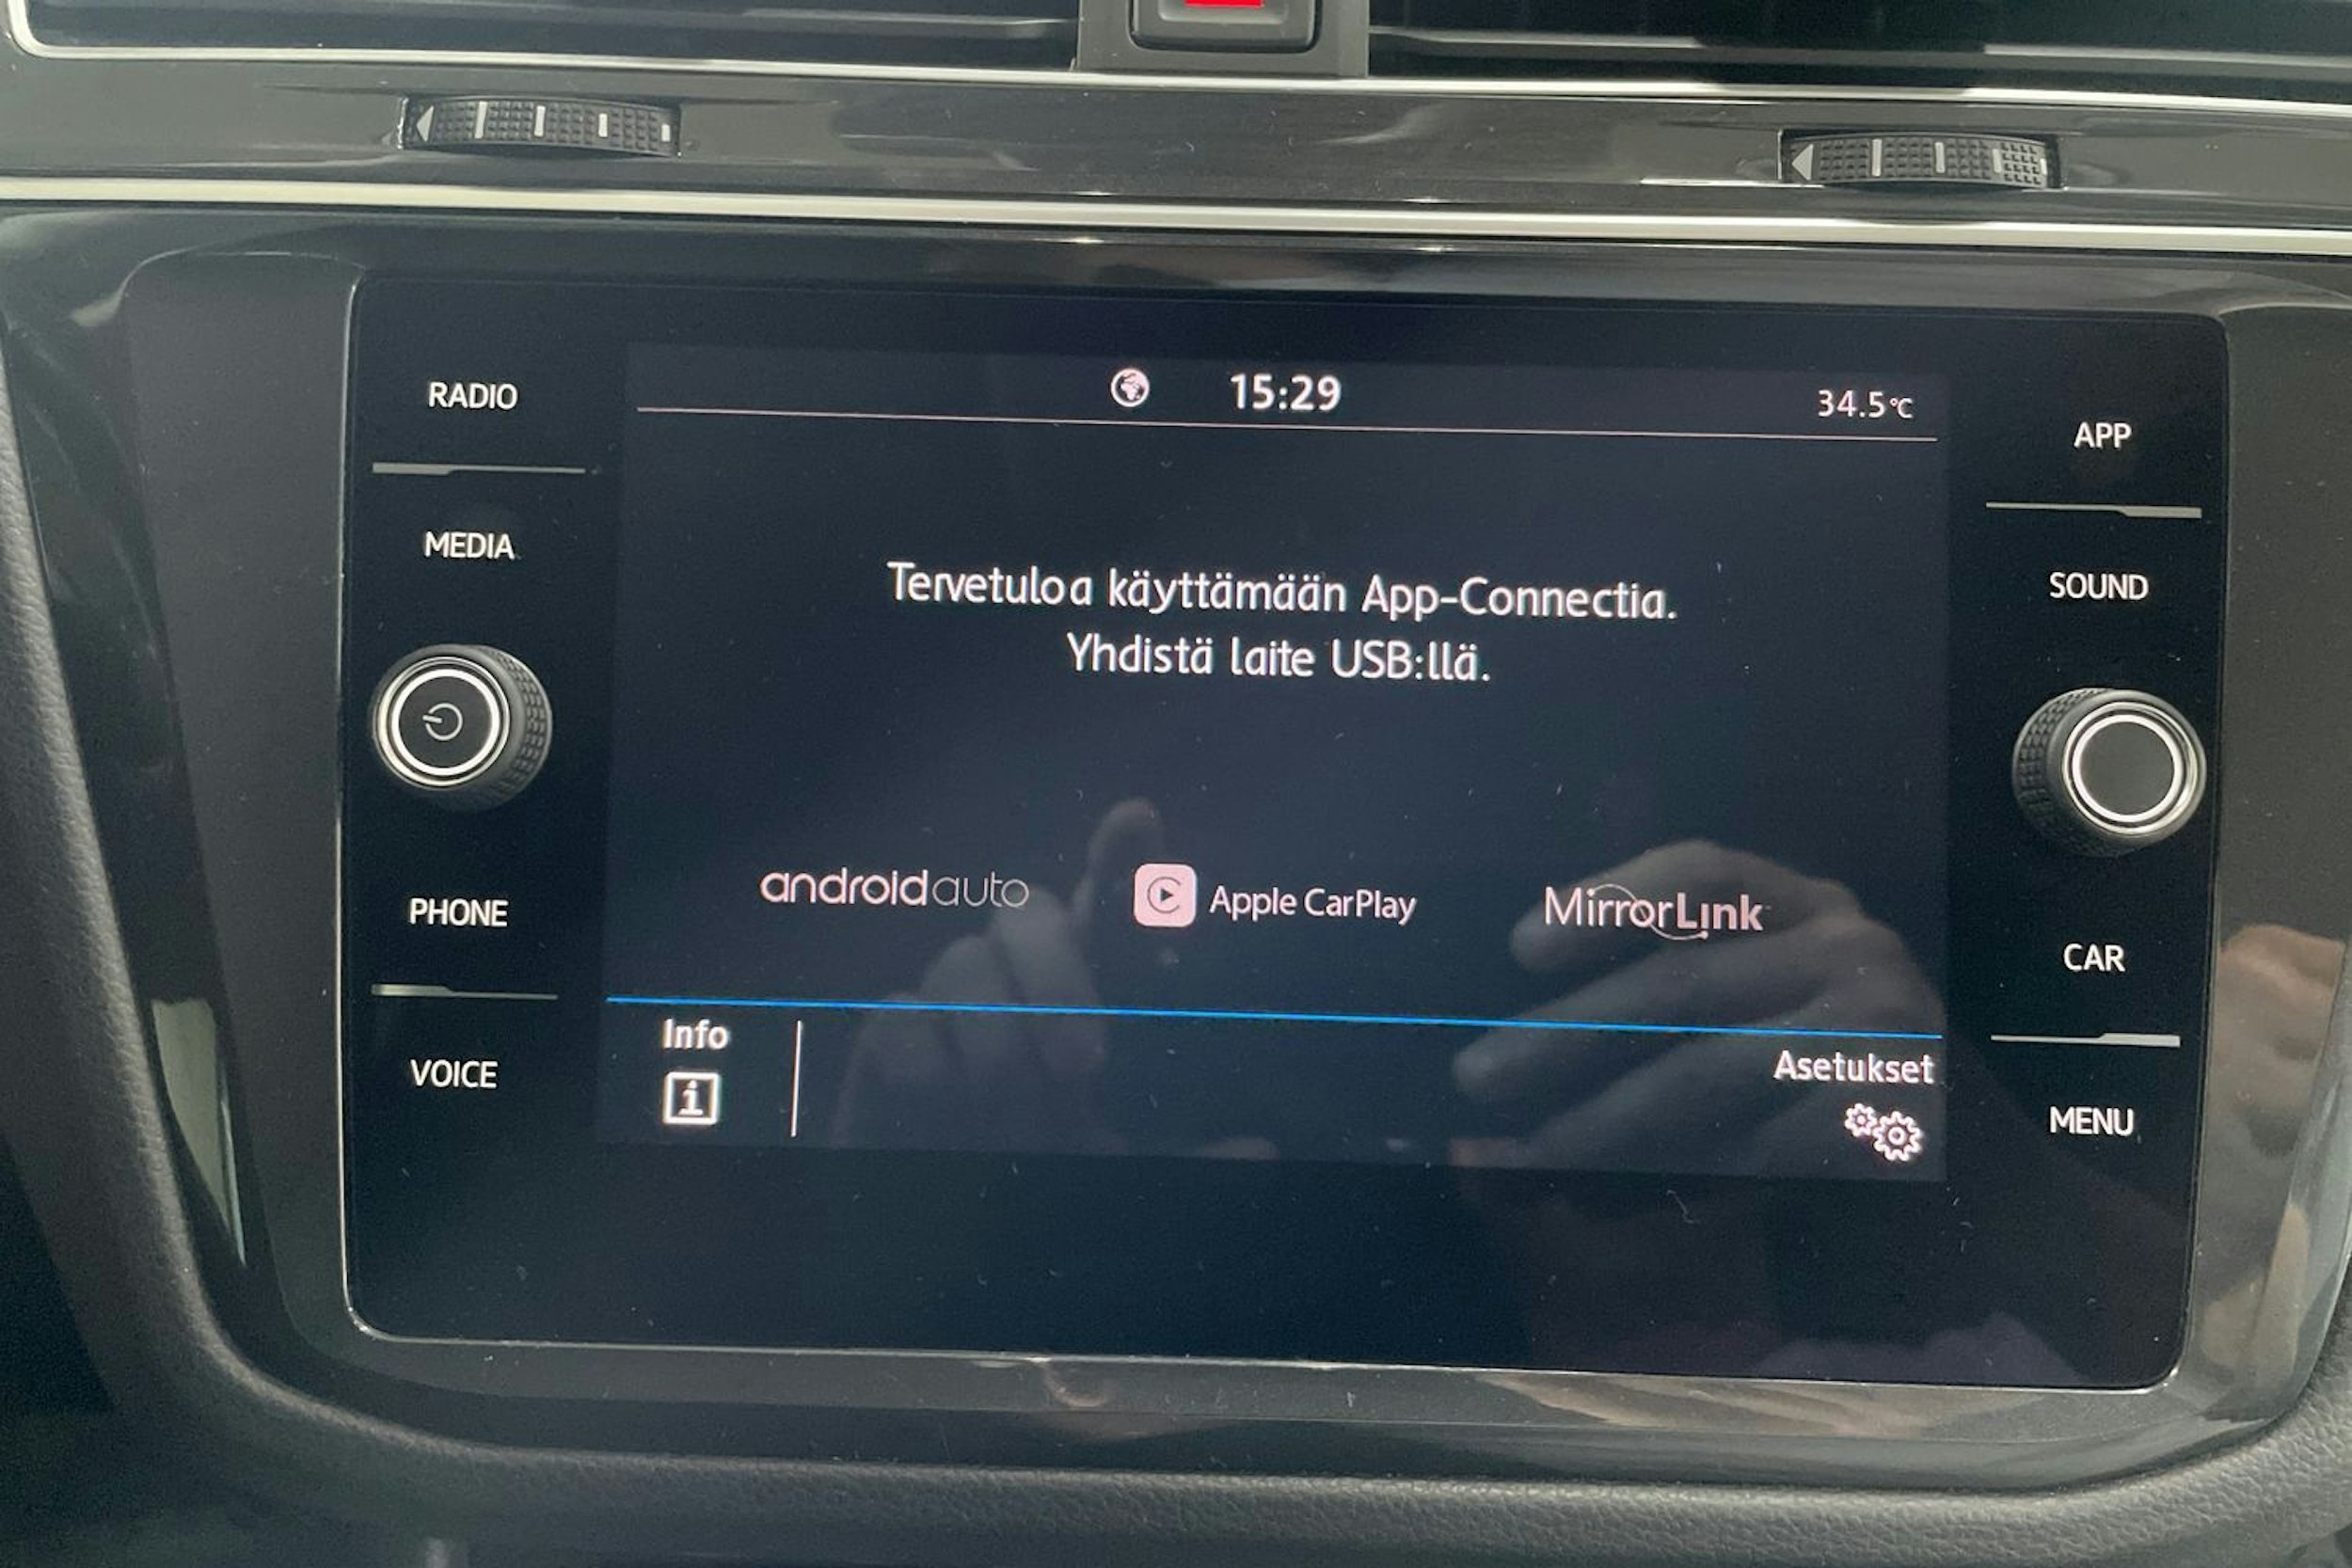 RADIO
MEDIA
PHONE
VOICE
15:29
34.5°C
Tervetuloa käyttämään App-Connectia.
Yhdistä laite USB:llä.
androidauto
Apple CarPlay
MirrorLink
Info
Asetukset
APP
SOUND
CAR
MENU